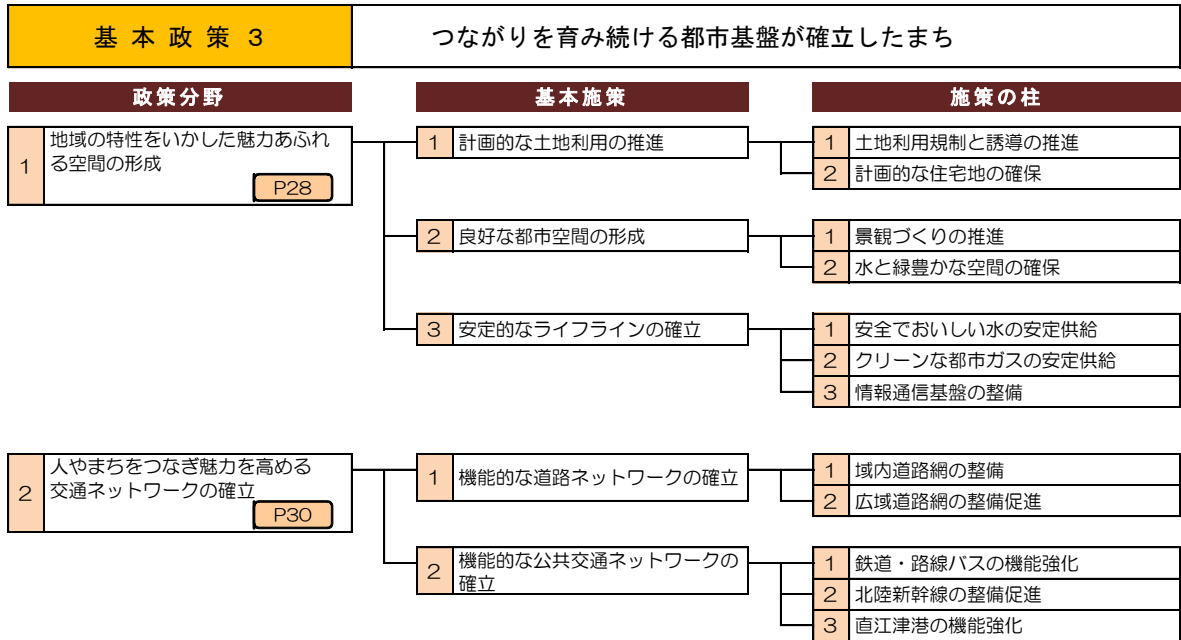 基本政策3
つながりを育み続ける都市基盤が確立したまち
政策分野
基本施策
施策の柱
1
地域の特性をいかした魅力あふれ
る空間の形成
P28
1 計画的な土地利用の推進
1 土地利用規制と誘導の推進
2 計画的な住宅地の確保
2 良好な都市空間の形成
1 景観づくりの推進
2 水と緑豊かな空間の確保
3 安定的なライフラインの確立
1 安全でおいしい水の安定供給
2 クリーンな都市ガスの安定供給
3 情報通信基盤の整備
2
人やまちをつなぎ魅力を高める
交通ネットワークの確立
P30
1 機能的な道路ネットワークの確立
1 域内道路網の整備
2 広域道路網の整備促進
2
機能的な公共交通ネットワークの
確立
1 鉄道・路線バスの機能強化
2 北陸新幹線の整備促進
3 直江津港の機能強化